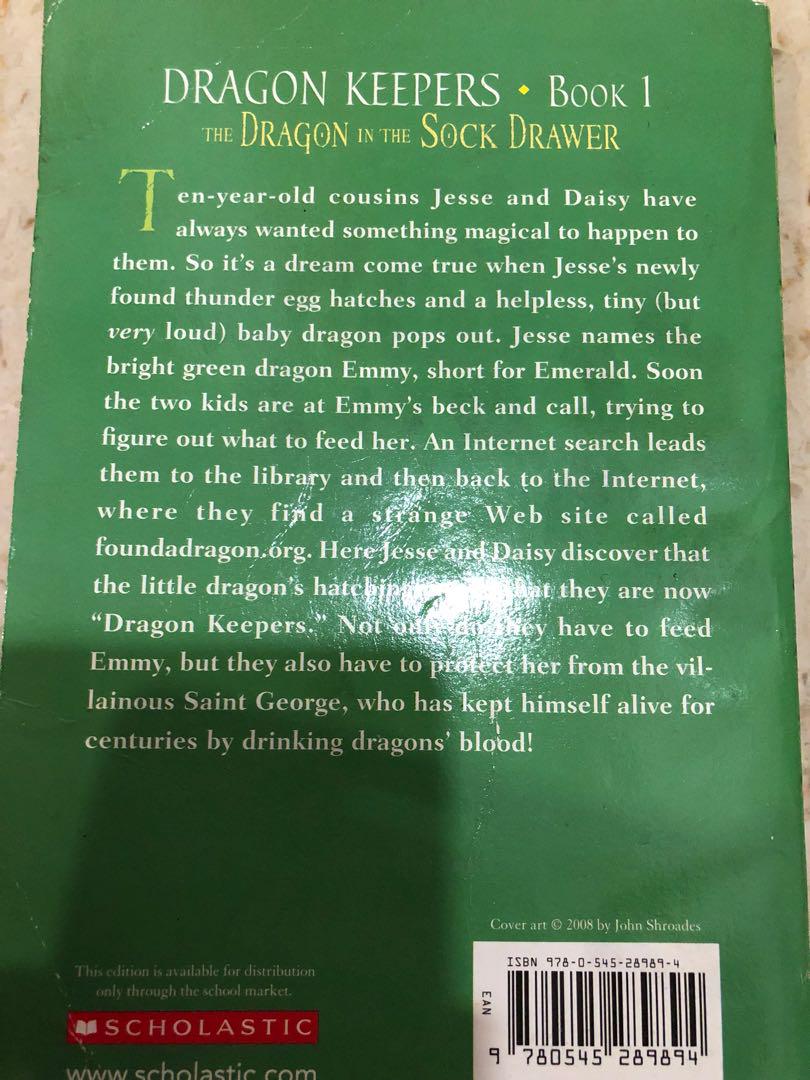 DRAGON KEEPERS • BOOK 1
THE DRAGON IN THE SOCK DRAWER
Ten-year-old cousins Jesse and Daisy have
always wanted something magical to happen to
them. So it's a dream come true when Jesse's newly
found thunder egg hatches and a helpless, tiny (but
very loud) baby dragon pops out. Jesse names the
bright green dragon Emmy, short for Emerald. Soon
the two kids are at Emmy's beck and call, trying to
figure out what to feed her. An Internet search leads
them to the library and then back to the Internet,
where they find a strange Web site called
foundadragon.org. Here Jesse and Daisy discover that
the little dragon's hatching that they are now
“Dragon Keepers.” Not only do they have to feed
Emmy, but they also have to protect her from the vil-
lainous Saint George, who has kept himself alive for
centuries by drinking dragons' blood!
Cover art © 2008 by John Shroades
This edition is available for distribution
only through the school market.
SCHOLASTIC
www.scholastic.com
ISBN 978-0-545-28989-4
EAN
9 780545 289894